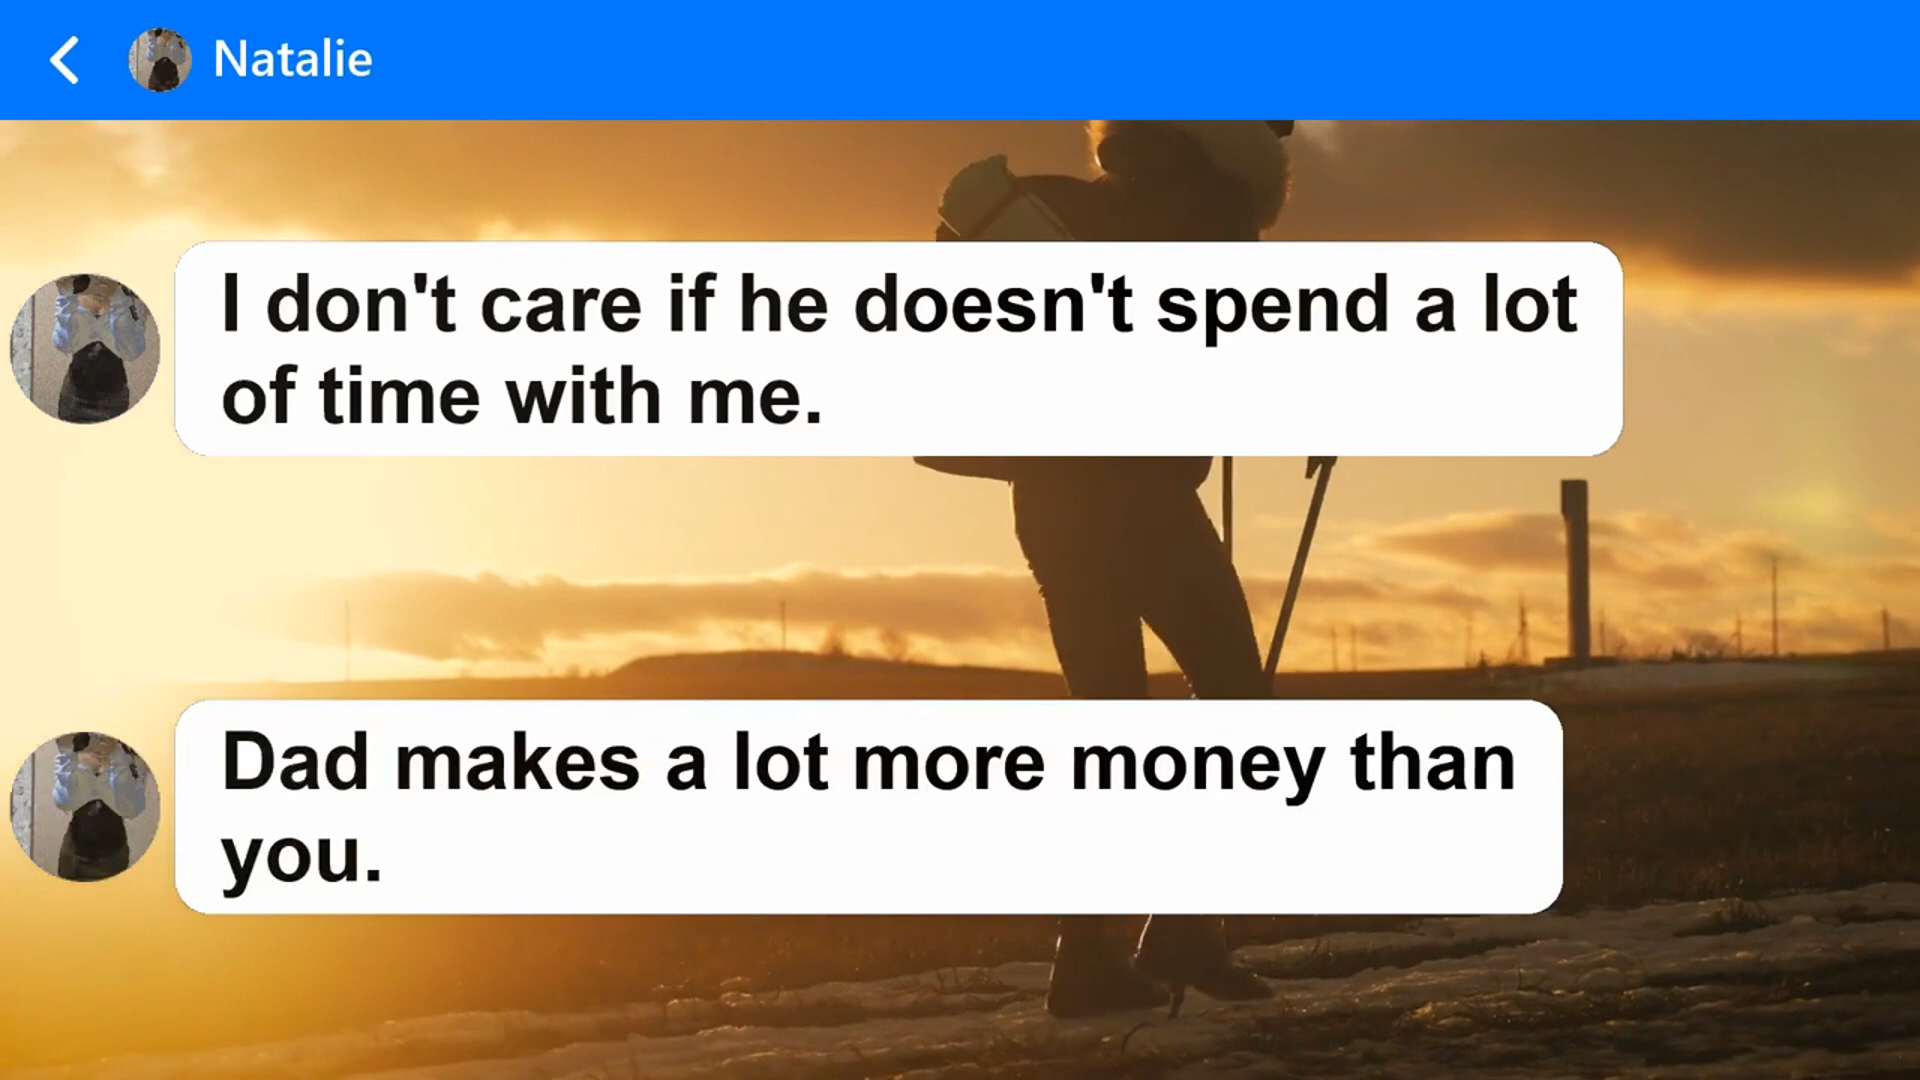 Natalie
I don't care if he doesn't spend a lot
of time with me.
Dad makes a lot more money than
you.